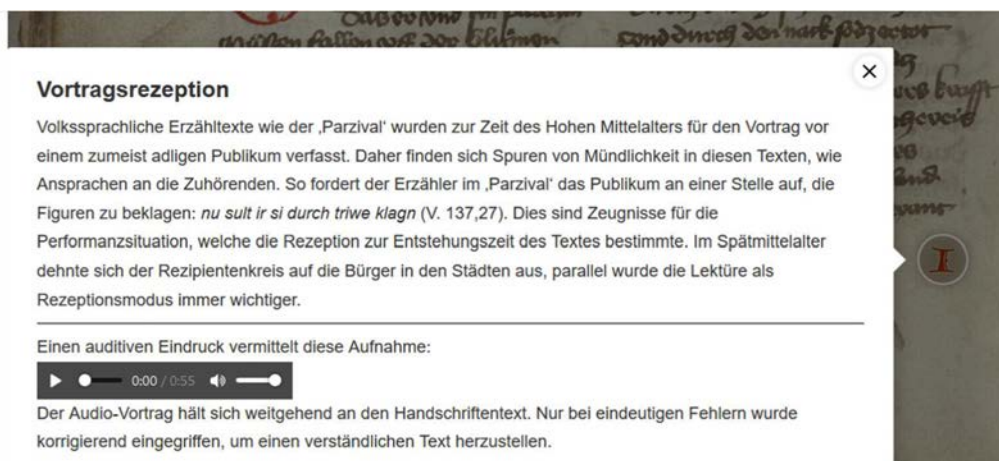 Vortragsrezeption
Volkssprachliche Erzähltexte wie der ‚Parzival‘ wurden zur Zeit des Hohen Mittelalters für den Vortrag vor
einem zumeist adligen Publikum verfasst. Daher finden sich Spuren von Mündlichkeit in diesen Texten, wie
Ansprachen an die Zuhörenden. So fordert der Erzähler im ‚Parzival‘ das Publikum an einer Stelle auf, die
Figuren zu beklagen: nu sult ir si durch triwe klagn (V. 137,27). Dies sind Zeugnisse für die
Performanzsituation, welche die Rezeption zur Entstehungszeit des Textes bestimmte. Im Spätmittelalter
dehnte sich der Rezipientenkreis auf die Bürger in den Städten aus, parallel wurde die Lektüre als
Rezeptionsmodus immer wichtiger.
Einen auditiven Eindruck vermittelt diese Aufnahme:
0:00 / 0:55
Der Audio-Vortrag hält sich weitgehend an den Handschriftentext. Nur bei eindeutigen Fehlern wurde
korrigierend eingegriffen, um einen verständlichen Text herzustellen.
I